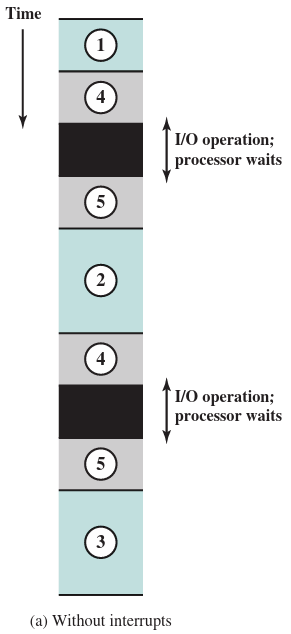 Time
1
4
I/O operation;
processor waits
5
2
4
I/O operation;
processor waits
5
3
(a) Without interrupts